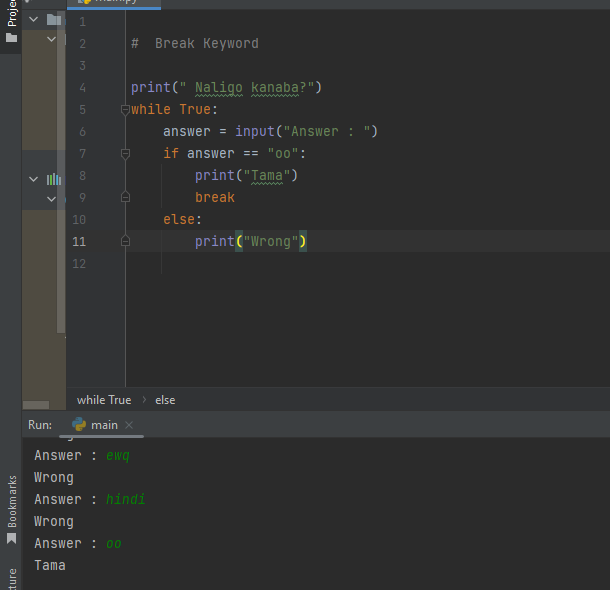 Project
main.py
1
2 #  Break Keyword
3
4 print(" Naligo kanaba?")
5 while True:
6     answer = input("Answer : ")
7     if answer == "oo":
8         print("Tama")
9         break
10     else:
11         print("Wrong")
12
while True > else
Run: main
Answer : ewq
Wrong
Answer : hindi
Wrong
Answer : oo
Tama
Bookmarks